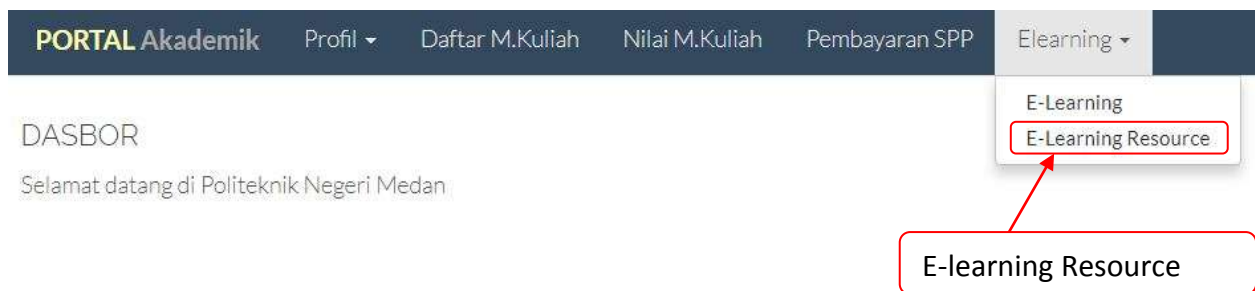 PORTAL Akademik Profil Daftar M.Kuliah Nilai M.Kuliah Pembayaran SPP Elearning
E-Learning
E-Learning Resource
DASBOR
Selamat datang di Politeknik Negeri Medan
E-learning Resource